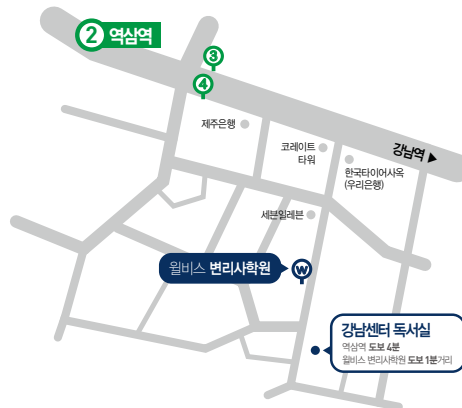 2 역삼역
3
4
제주은행
코레이트
타워
강남역 ▶
한국타이어사옥
(우리은행)
세븐일레븐
윌비스 변리사학원
W
강남센터 독서실
역삼역 도보 4분
윌비스 변리사학원 도보 1분거리